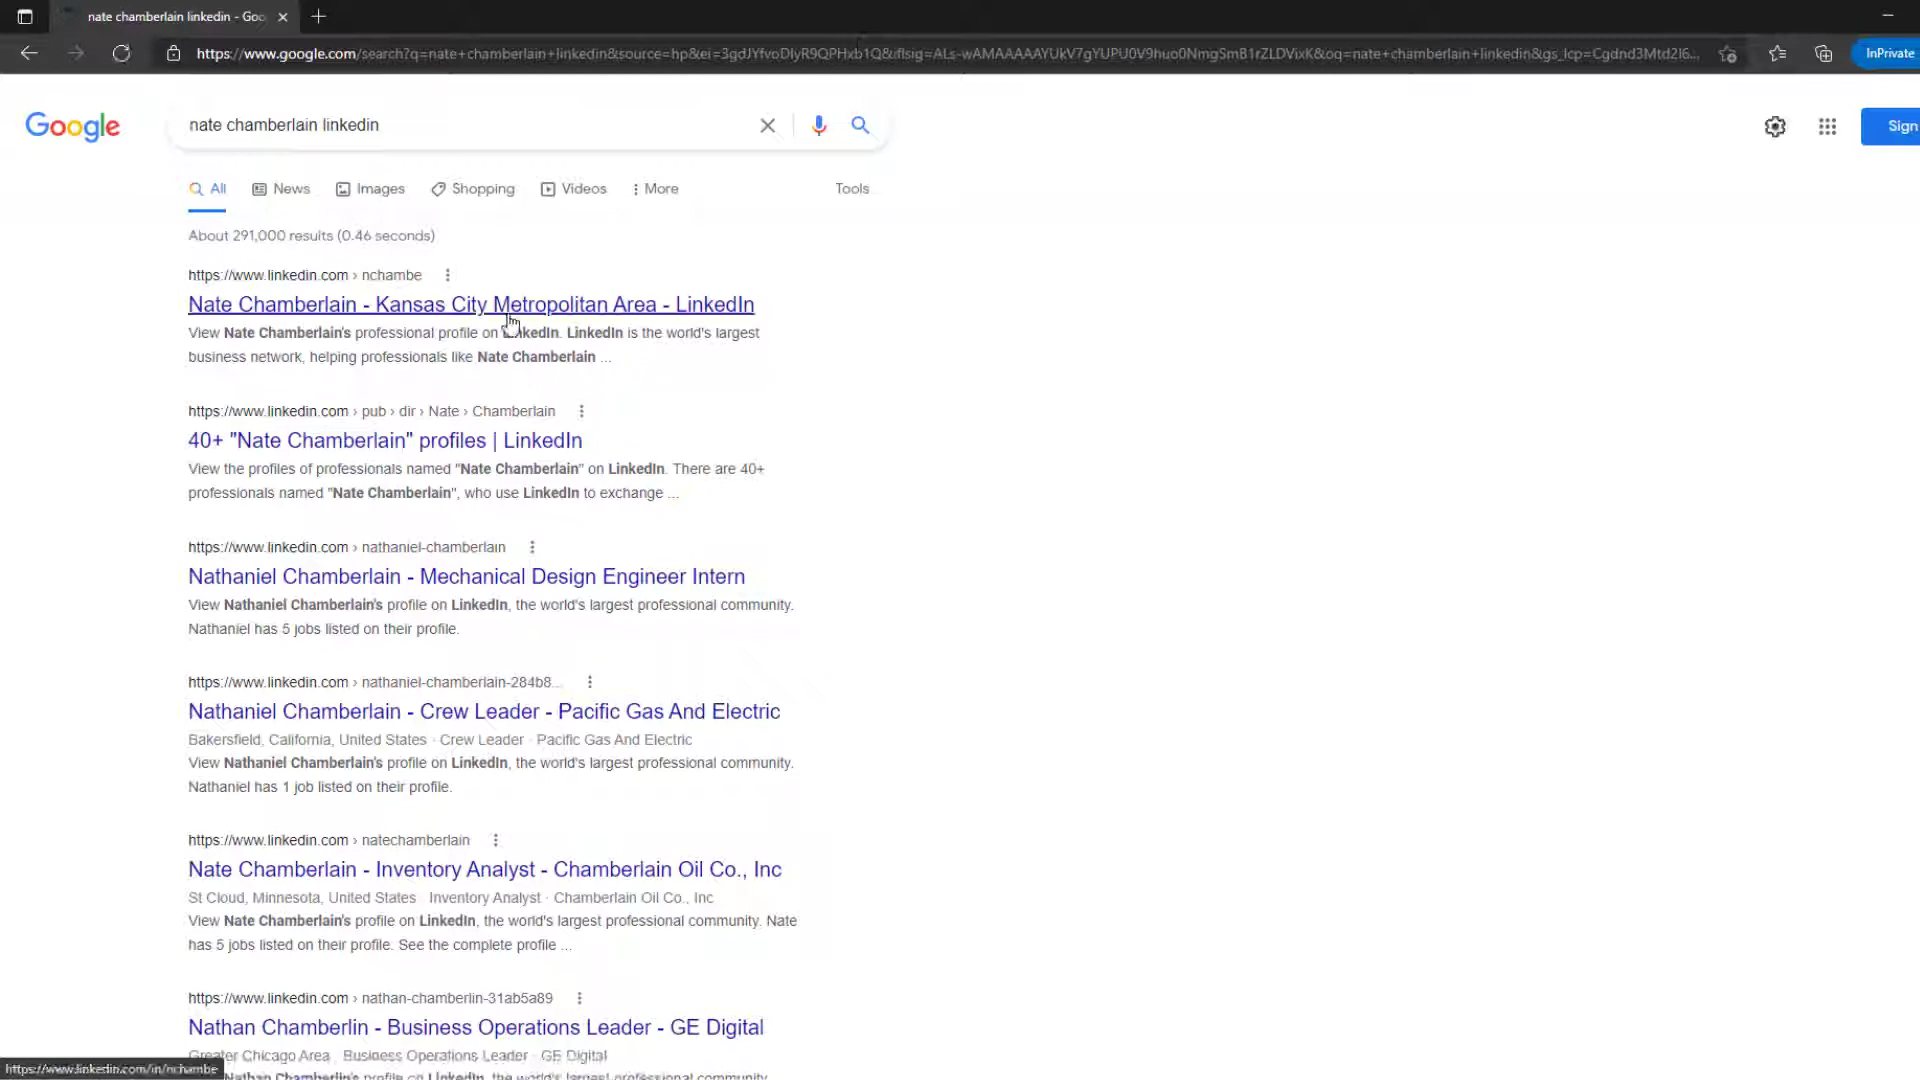 nate chamberlain linkedin - Goo
https://www.google.com/search?q=nate+chamberlain+linkedin&source=hp&ei=3gdJYfvoDIyR9QPHxb1Q&iflsig=ALs-wAMAAAAAYUkV7gYUPU0V9huo0NmgSmB1rZLDVixK&oq=nate+chamberlain+linkedin&gs_lcp=Cgdnd3Mtd2l6...
InPrivate
Google
nate chamberlain linkedin
Sign
All News Images Shopping Videos More Tools
About 291,000 results (0.46 seconds)
https://www.linkedin.com › nchambe
Nate Chamberlain - Kansas City Metropolitan Area - LinkedIn
View Nate Chamberlain's professional profile on LinkedIn. LinkedIn is the world's largest
business network, helping professionals like Nate Chamberlain ...
https://www.linkedin.com › pub › dir › Nate › Chamberlain
40+ "Nate Chamberlain" profiles | LinkedIn
View the profiles of professionals named "Nate Chamberlain" on LinkedIn. There are 40+
professionals named "Nate Chamberlain", who use LinkedIn to exchange ...
https://www.linkedin.com › nathaniel-chamberlain
Nathaniel Chamberlain - Mechanical Design Engineer Intern
View Nathaniel Chamberlain's profile on LinkedIn, the world's largest professional community.
Nathaniel has 5 jobs listed on their profile.
https://www.linkedin.com › nathaniel-chamberlain-284b8...
Nathaniel Chamberlain - Crew Leader - Pacific Gas And Electric
Bakersfield, California, United States · Crew Leader · Pacific Gas And Electric
View Nathaniel Chamberlain's profile on LinkedIn, the world's largest professional community.
Nathaniel has 1 job listed on their profile.
https://www.linkedin.com › natechamberlain
Nate Chamberlain - Inventory Analyst - Chamberlain Oil Co., Inc
St Cloud, Minnesota, United States · Inventory Analyst · Chamberlain Oil Co., Inc
View Nate Chamberlain's profile on LinkedIn, the world's largest professional community. Nate
has 5 jobs listed on their profile. See the complete profile ...
https://www.linkedin.com › nathan-chamberlin-31ab5a89
Nathan Chamberlin - Business Operations Leader - GE Digital
Greater Chicago Area · Business Operations Leader · GE Digital
https://www.linkedin.com/in/nchambe
Nathan Chamberlin's profile on LinkedIn, the world's largest professional community.